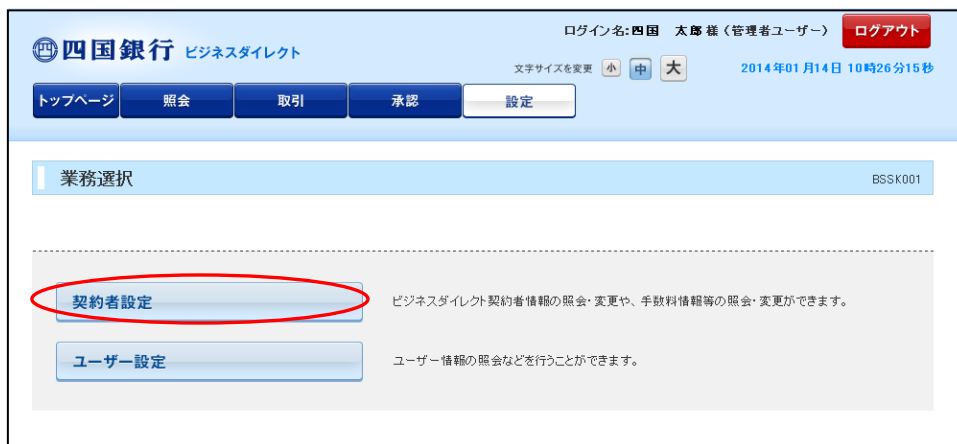 ログイン名:四国 太郎 様(管理者ユーザー) ログアウト
四国銀行 ビジネスダイレクト
文字サイズを変更 小 中 大 2014年01月14日 10時26分15秒
トップページ 照会 取引 承認 設定
業務選択 BSSK001
契約者設定 ビジネスダイレクト契約者情報の照会・変更や、手数料情報等の照会・変更ができます。
ユーザー設定 ユーザー情報の照会などを行うことができます。